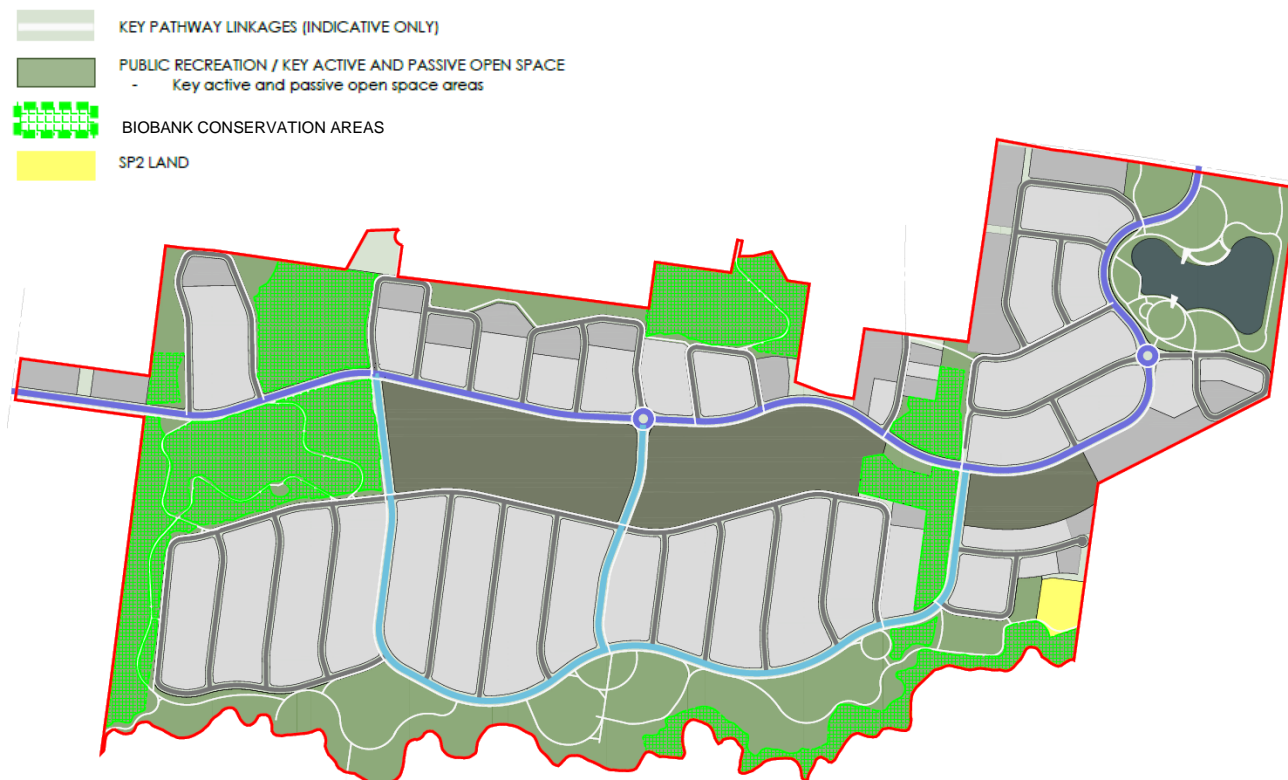 KEY PATHWAY LINKAGES (INDICATIVE ONLY)
PUBLIC RECREATION / KEY ACTIVE AND PASSIVE OPEN SPACE
- Key active and passive open space areas
BIOBANK CONSERVATION AREAS
SP2 LAND